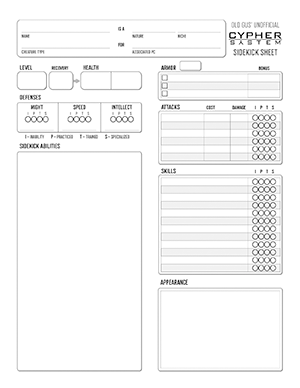 OLD GUS' UNOFFICIAL
CYPHER
SYSTEM
SIDEKICK SHEET
IS A
NAME
NATURE
NICHE
FOR
CREATURE TYPE
ASSOCIATED PC
LEVEL
RECOVERY
HEALTH
ARMOR
BONUS
DEFENSES
MIGHT
SPEED
INTELLECT
I P T S
I P T S
I P T S
I - INABILITY P - PRACTICED T - TRAINED S - SPECIALIZED
ATTACKS
COST
DAMAGE
I P T S
SIDEKICK ABILITIES
SKILLS
I P T S
APPEARANCE